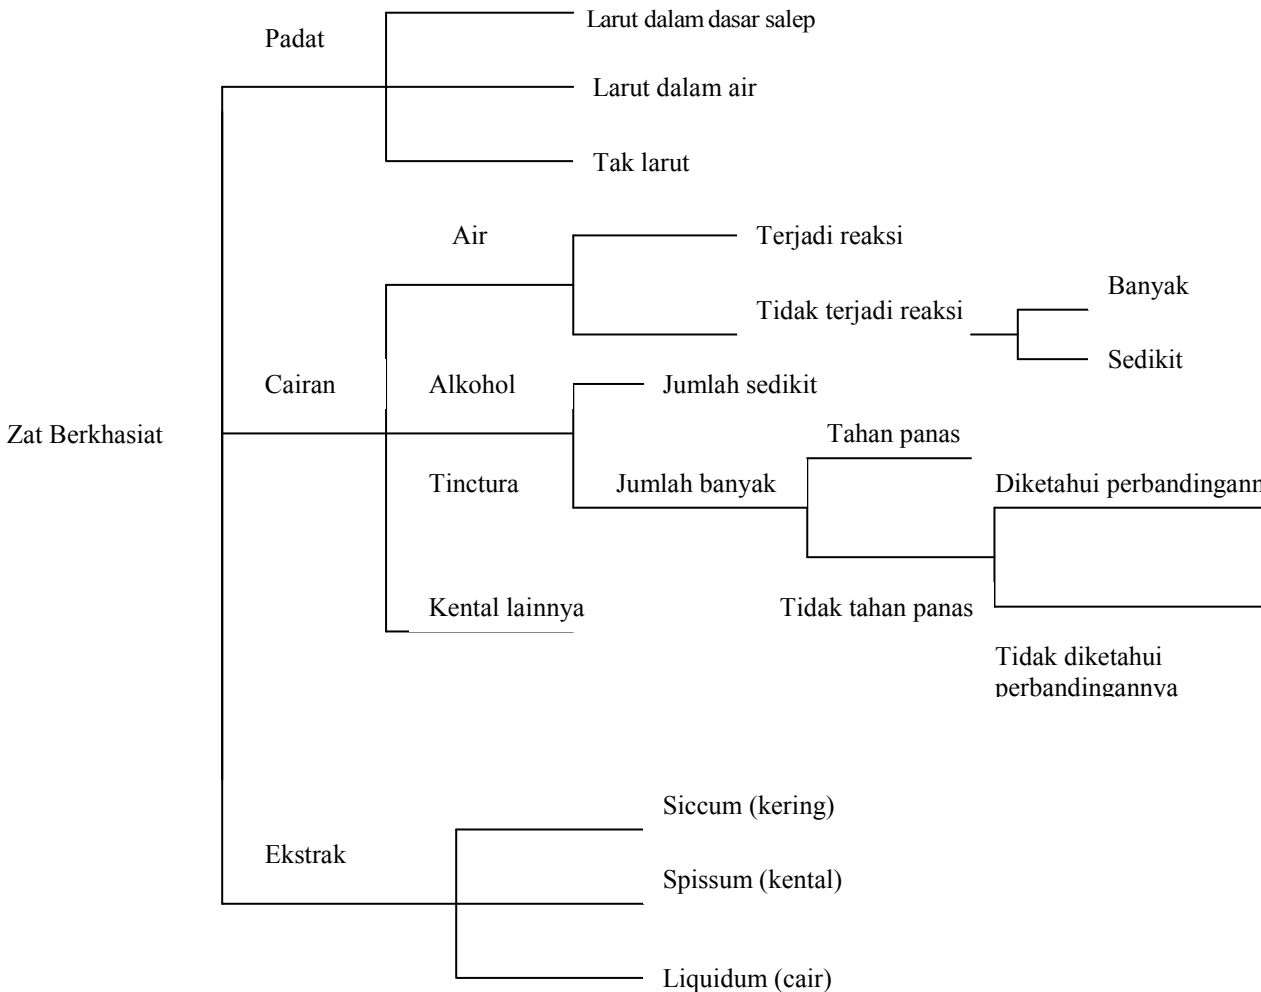 Larut dalam dasar salep
Padat
Larut dalam air
Tak larut
Air
Terjadi reaksi
Banyak
Tidak terjadi reaksi
Sedikit
Cairan
Alkohol
Jumlah sedikit
Zat Berkhasiat
Tahan panas
Tinctura
Jumlah banyak
Diketahui perbandingann
Kental lainnya
Tidak tahan panas
Tidak diketahui
perbandingannya
Siccum (kering)
Ekstrak
Spissum (kental)
Liquidum (cair)